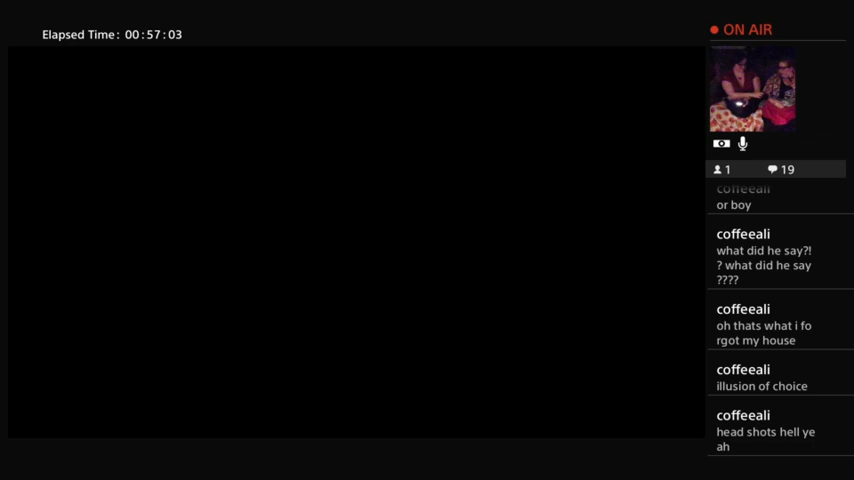 Elapsed Time: 00:57:03
ON AIR
1 19
coffeeali
or boy
coffeeali
what did he say?!
? what did he say
????
coffeeali
oh thats what i fo
rgot my house
coffeeali
illusion of choice
coffeeali
head shots hell ye
ah